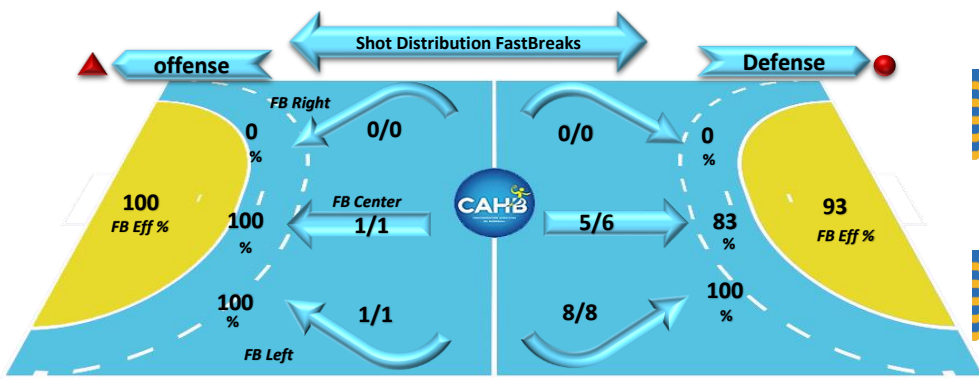 Shot Distribution FastBreaks
offense
Defense
FB Right
0
%
0/0
0/0
0
%
100
FB Eff %
100
%
FB Center
1/1
CAHB
5/6
83
%
93
FB Eff %
100
%
1/1
8/8
100
%
FB Left